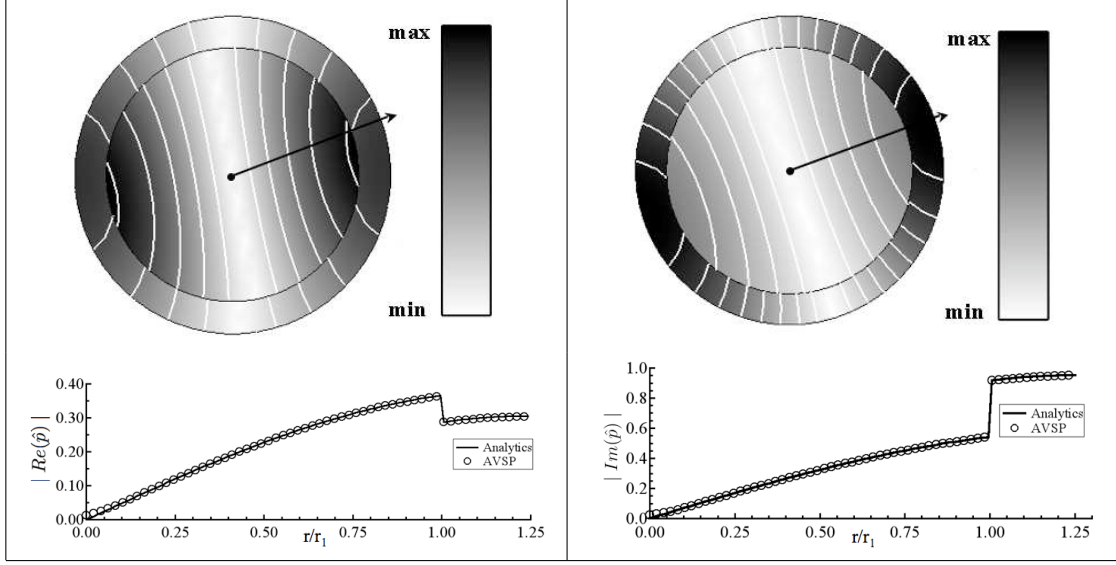 max
min
max
min
0.40
0.30
0.20
0.10
0.00
| Re(p̂) |
Analytics
AVSP
0.00 0.25 0.50 0.75 1.00 1.25
r/r₁
1.0
0.8
0.6
0.4
0.2
0.0
| Im(p̂) |
Analytics
AVSP
0.00 0.25 0.50 0.75 1.00 1.25
r/r₁